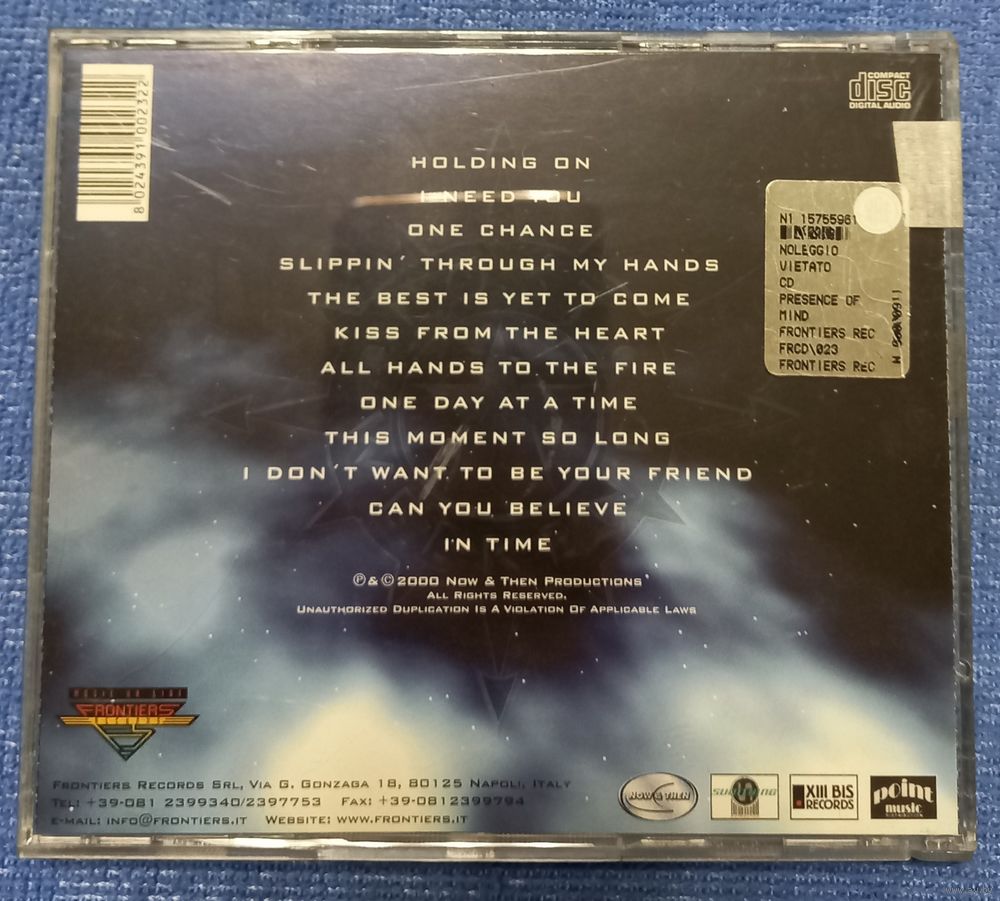 COMPACT
disc
DIGITAL AUDIO
8 024391 002322
HOLDING ON
I NEED YOU
ONE CHANCE
SLIPPIN' THROUGH MY HANDS
THE BEST IS YET TO COME
KISS FROM THE HEART
ALL HANDS TO THE FIRE
ONE DAY AT A TIME
THIS MOMENT SO LONG
I DON'T WANT TO BE YOUR FRIEND
CAN YOU BELIEVE
IN TIME
N1 15755961
NOLEGGIO
VIETATO
CD
PRESENCE OF
MIND
FRONTIERS REC
FRCD\023
FRONTIERS REC
℗ & © 2000 NOW & THEN PRODUCTIONS
ALL RIGHTS RESERVED.
UNAUTHORIZED DUPLICATION IS A VIOLATION OF APPLICABLE LAWS
FRONTIERS
RECORDS
FRONTIERS RECORDS SRL, VIA G. GONZAGA 18, 80125 NAPOLI, ITALY
TEL: +39-081 2399340/2397753 FAX: +39-0812399794
E-MAIL: INFO@FRONTIERS.IT WEBSITE: WWW.FRONTIERS.IT
NOW & THEN
XIII BIS
RECORDS
point
music
DISTRIBUTION